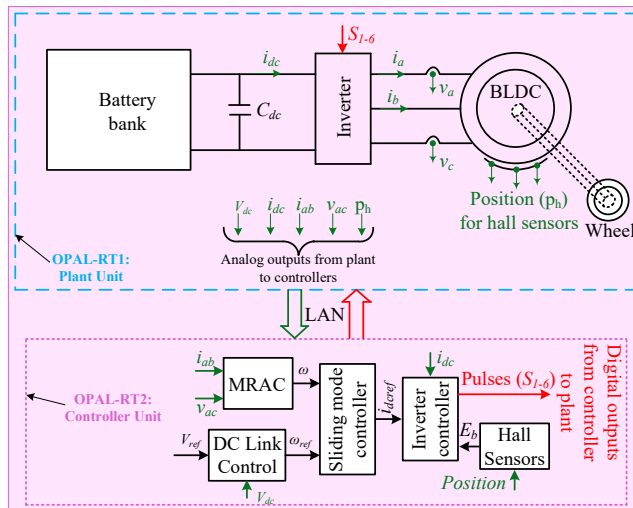 S1-6
idc
ia
Battery
bank
Cdc
Inverter
ib
va
vc
BLDC
Position (ph)
for hall sensors
Wheel
Vdc idc iab vac ph
OPAL-RT1:
Plant Unit
Analog outputs from plant
to controllers
LAN
OPAL-RT2:
Controller Unit
iab
vac
MRAC
ω
Vref
DC Link
Control
ωref
Vdc
Sliding mode
controller
idcref
idc
Inverter
controller
Pulses (S1-6)
Eb
Hall
Sensors
Position
Digital outputs
from controller
to plant